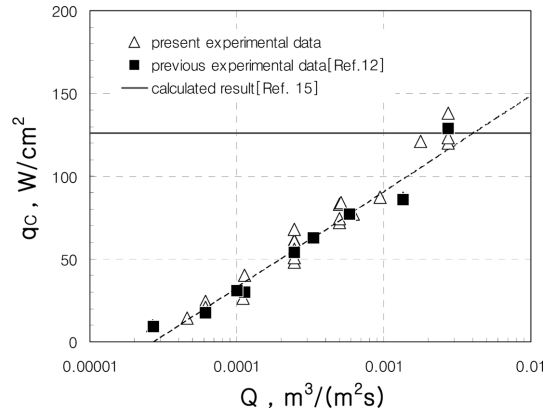 200
150
100
50
0
qc , W/cm²
△ present experimental data
■ previous experimental data[Ref.12]
calculated result[Ref. 15]
0.00001 0.0001 0.001 0.01
Q , m³/(m²s)